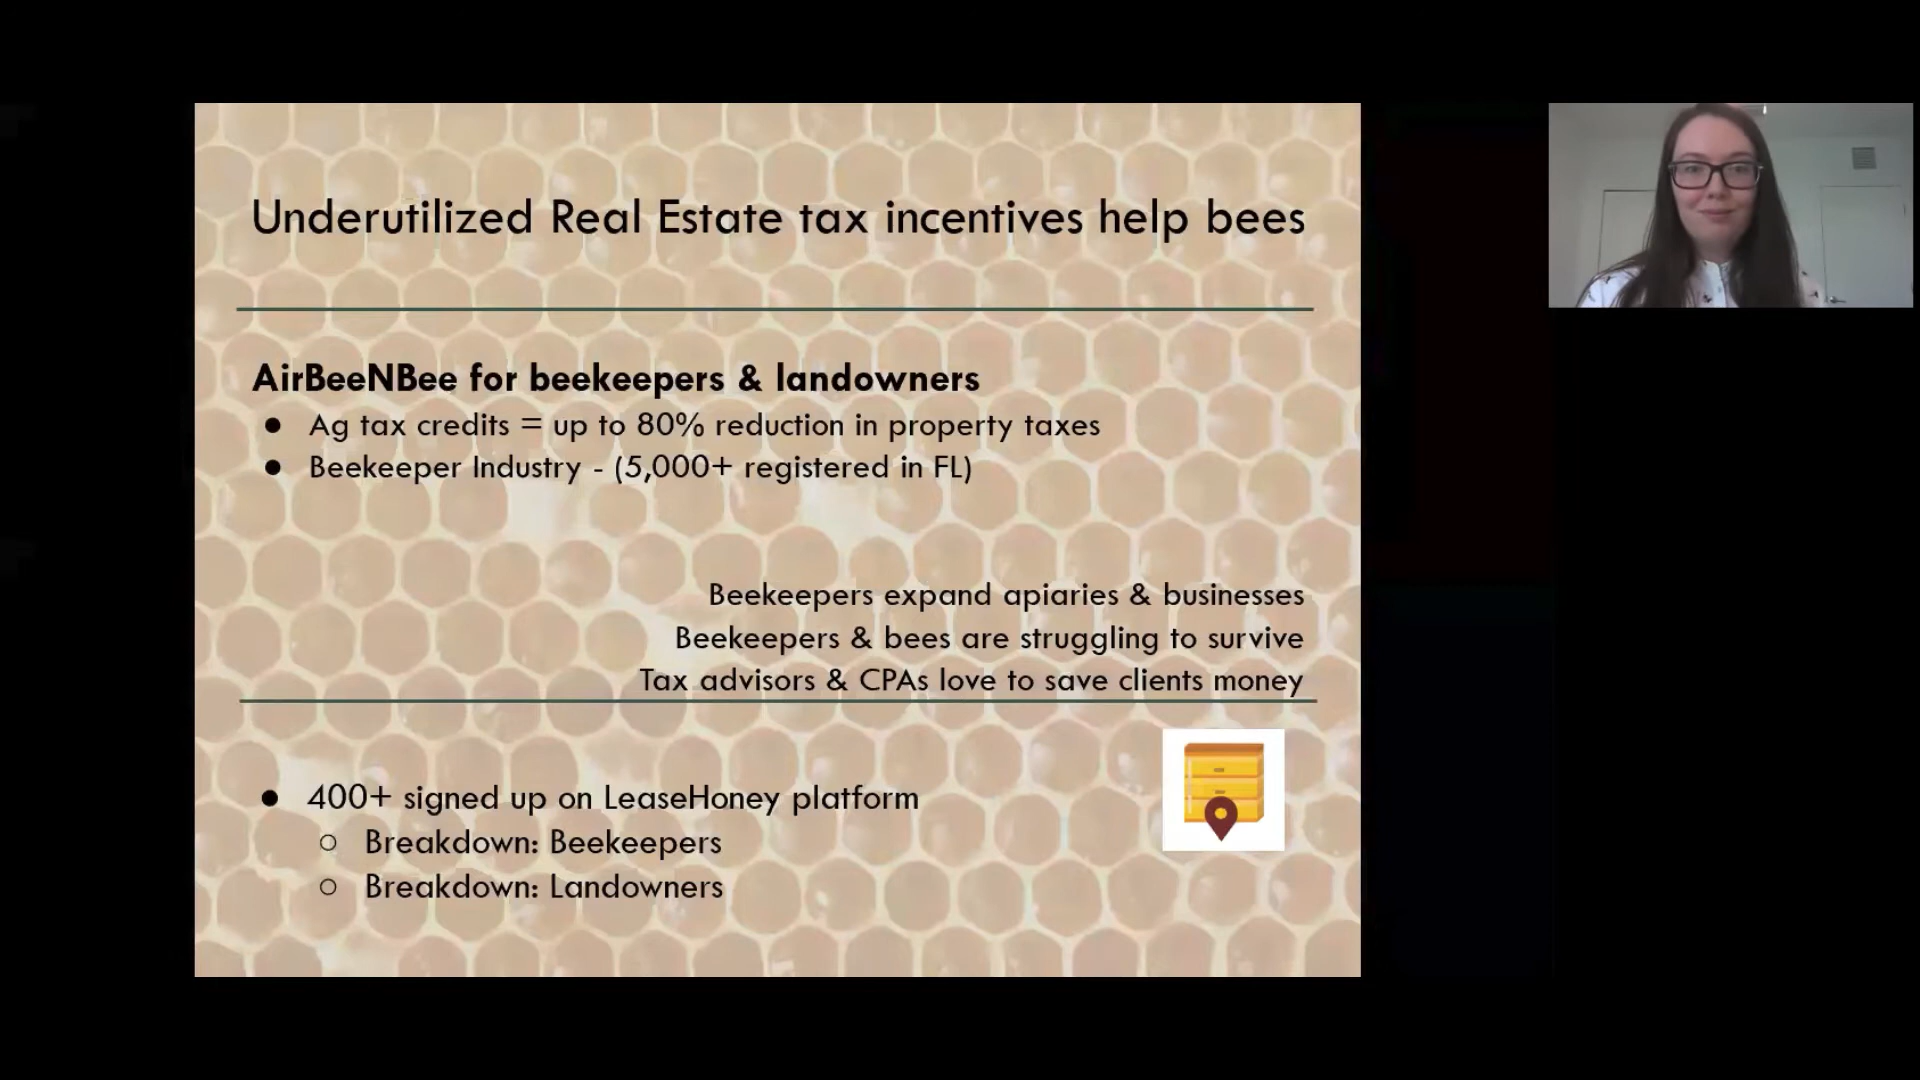 Underutilized Real Estate tax incentives help bees
AirBeeNBee for beekeepers & landowners
● Ag tax credits = up to 80% reduction in property taxes
● Beekeeper Industry - (5,000+ registered in FL)
Beekeepers expand apiaries & businesses
Beekeepers & bees are struggling to survive
Tax advisors & CPAs love to save clients money
● 400+ signed up on LeaseHoney platform
○ Breakdown: Beekeepers
○ Breakdown: Landowners